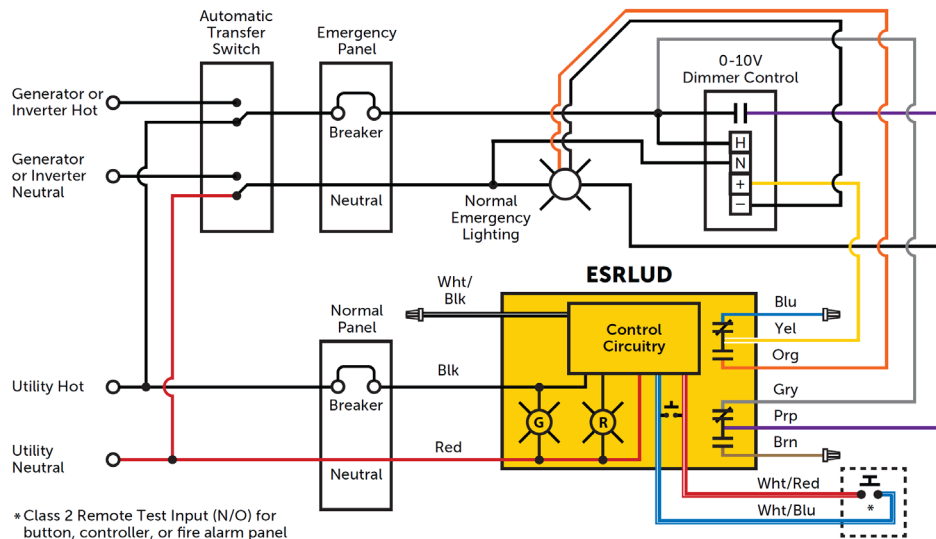 Automatic
Transfer
Switch
Emergency
Panel
0-10V
Dimmer Control
Generator or
Inverter Hot
Breaker
H
N
+
−
Generator
or Inverter
Neutral
Neutral
Normal
Emergency
Lighting
ESRLUD
Wht/
Blk
Normal
Panel
Control
Circuitry
Blu
Yel
Org
Utility Hot
Breaker
Blk
Gry
Prp
Brn
G
R
Utility
Neutral
Red
Neutral
Wht/Red
Wht/Blu
*
*Class 2 Remote Test Input (N/O) for
button, controller, or fire alarm panel